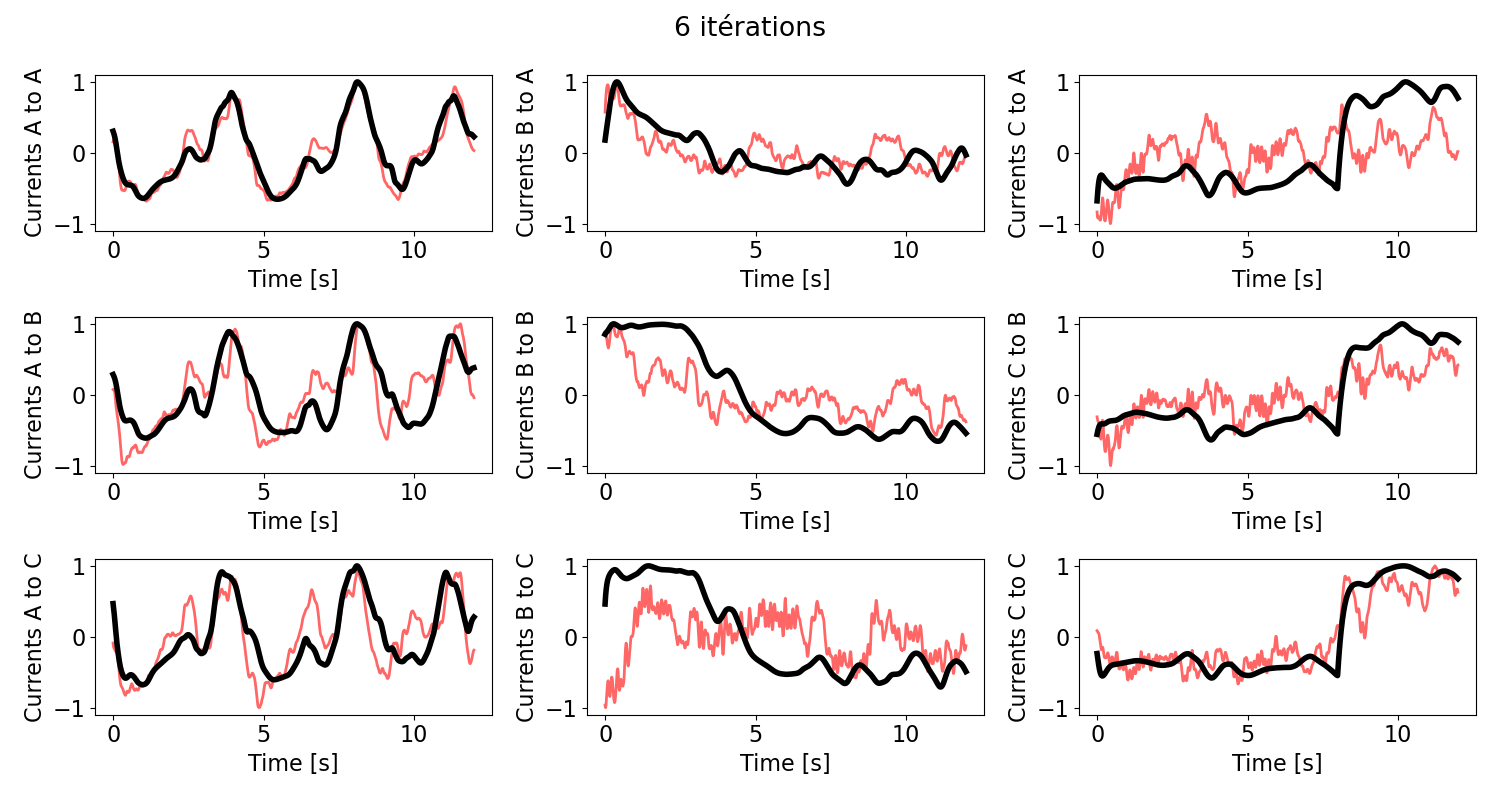 6 itérations
Currents A to A
1
0
−1
0
5
10
Time [s]
Currents B to A
1
0
−1
0
5
10
Time [s]
Currents C to A
1
0
−1
0
5
10
Time [s]
Currents A to B
1
0
−1
0
5
10
Time [s]
Currents B to B
1
0
−1
0
5
10
Time [s]
Currents C to B
1
0
−1
0
5
10
Time [s]
Currents A to C
1
0
−1
0
5
10
Time [s]
Currents B to C
1
0
−1
0
5
10
Time [s]
Currents C to C
1
0
−1
0
5
10
Time [s]